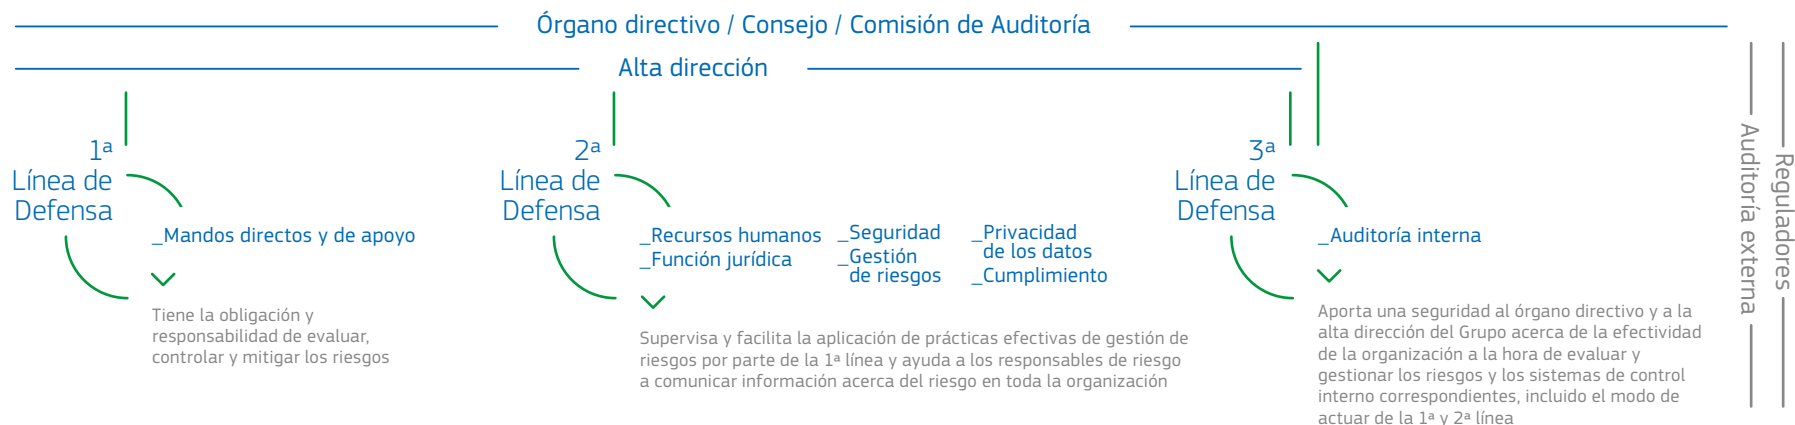 Órgano directivo / Consejo / Comisión de Auditoría
Alta dirección
1ª
Línea de
Defensa
_Mandos directos y de apoyo
Tiene la obligación y
responsabilidad de evaluar,
controlar y mitigar los riesgos
2ª
Línea de
Defensa
_Recursos humanos
_Función jurídica
_Seguridad
_Gestión
de riesgos
_Privacidad
de los datos
_Cumplimiento
Supervisa y facilita la aplicación de prácticas efectivas de gestión de
riesgos por parte de la 1ª línea y ayuda a los responsables de riesgo
a comunicar información acerca del riesgo en toda la organización
3ª
Línea de
Defensa
_Auditoría interna
Aporta una seguridad al órgano directivo y a la
alta dirección del Grupo acerca de la efectividad
de la organización a la hora de evaluar y
gestionar los riesgos y los sistemas de control
interno correspondientes, incluido el modo de
actuar de la 1ª y 2ª línea
Auditoría externa
Reguladores